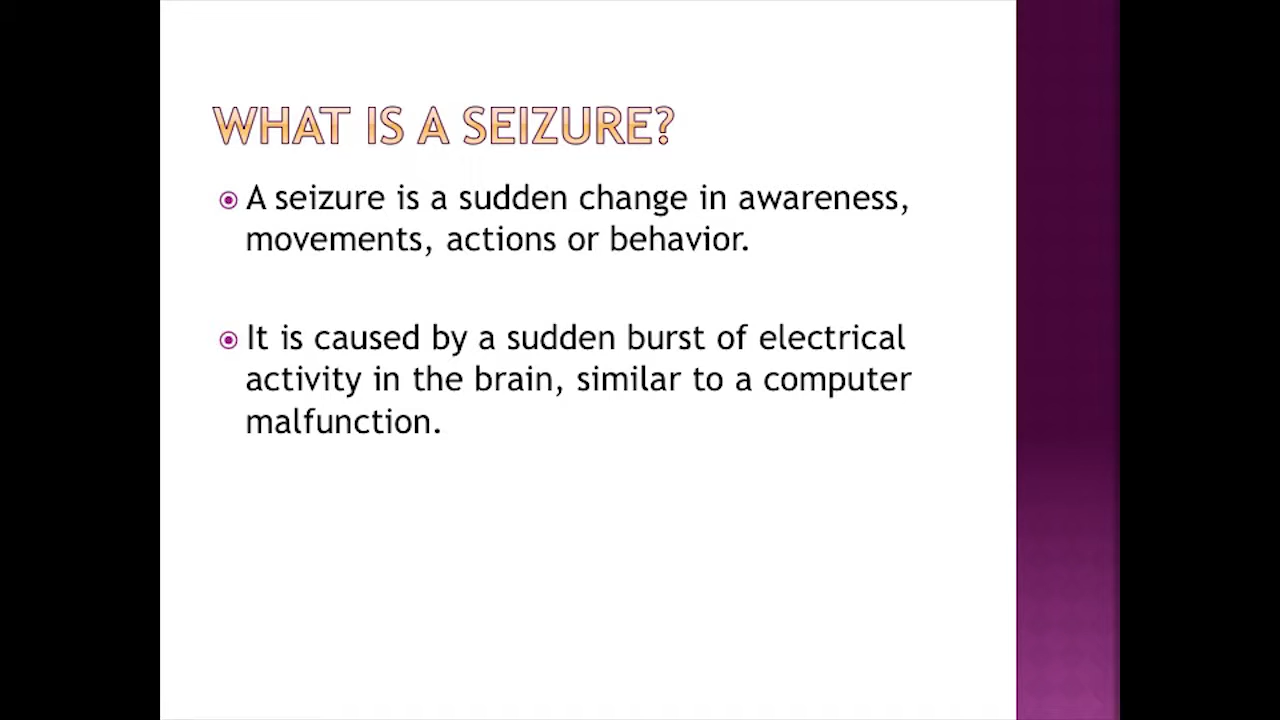 WHAT IS A SEIZURE?
A seizure is a sudden change in awareness,
movements, actions or behavior.
It is caused by a sudden burst of electrical
activity in the brain, similar to a computer
malfunction.